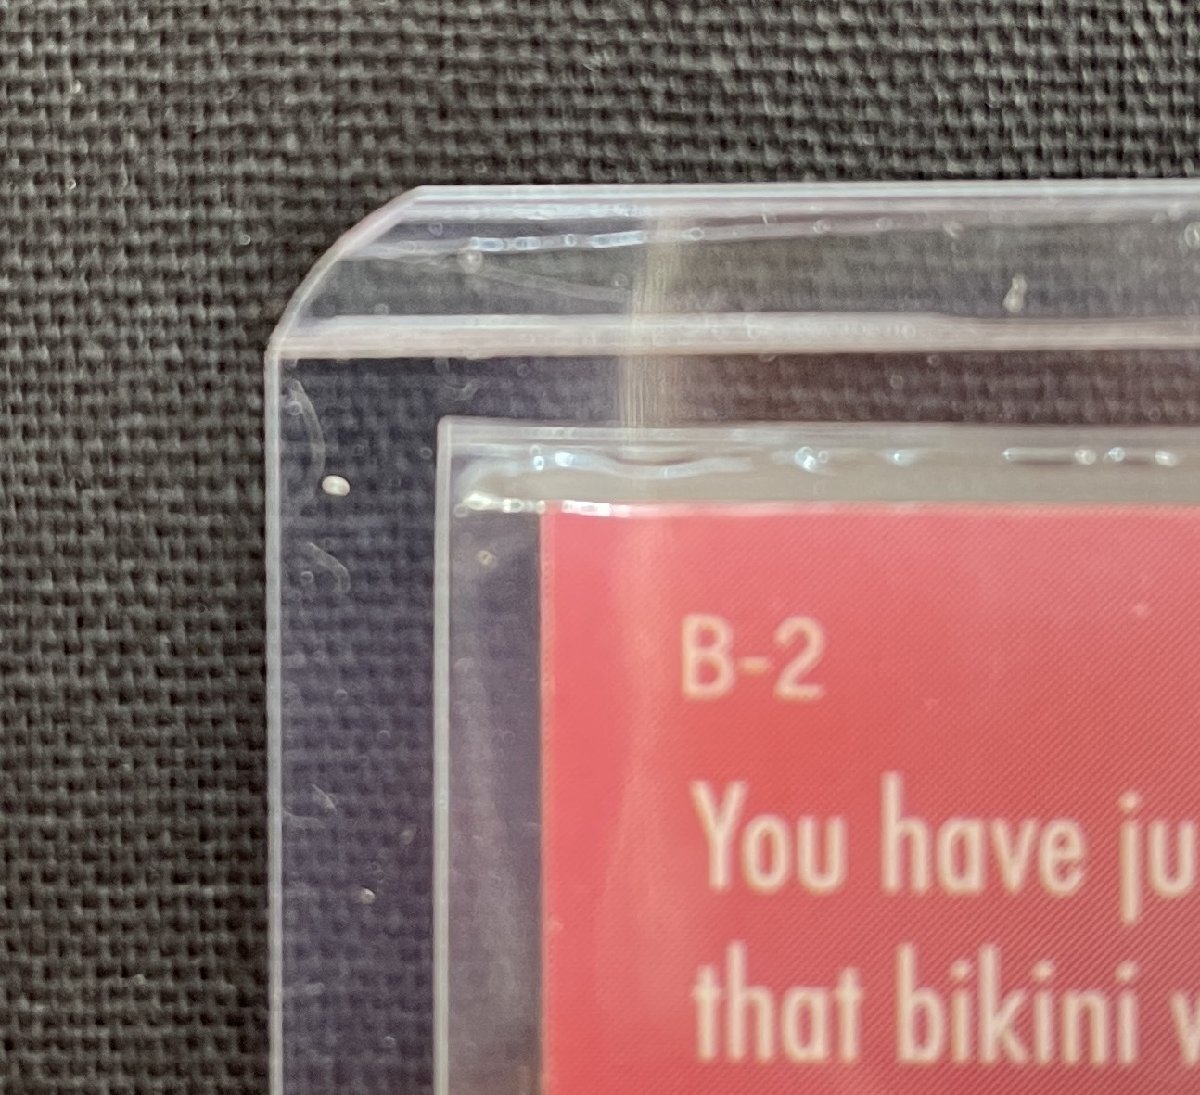 B-2
You have ju
that bikini